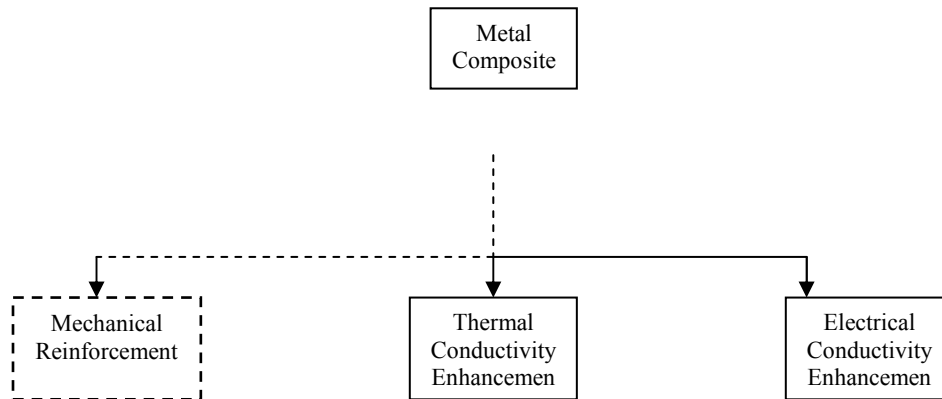 Metal
Composite
Mechanical
Reinforcement
Thermal
Conductivity
Enhancemen
Electrical
Conductivity
Enhancemen